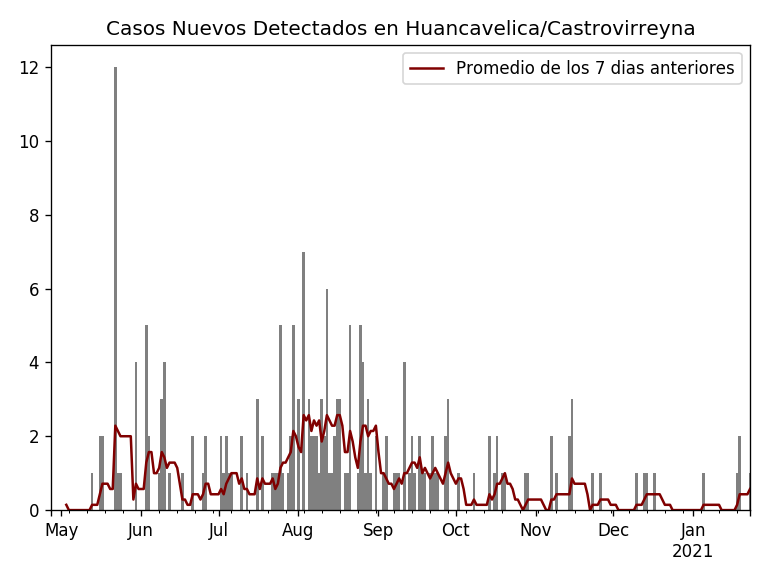 Casos Nuevos Detectados en Huancavelica/Castrovirreyna
Promedio de los 7 dias anteriores
12
10
8
6
4
2
0
May Jun Jul Aug Sep Oct Nov Dec Jan
2021